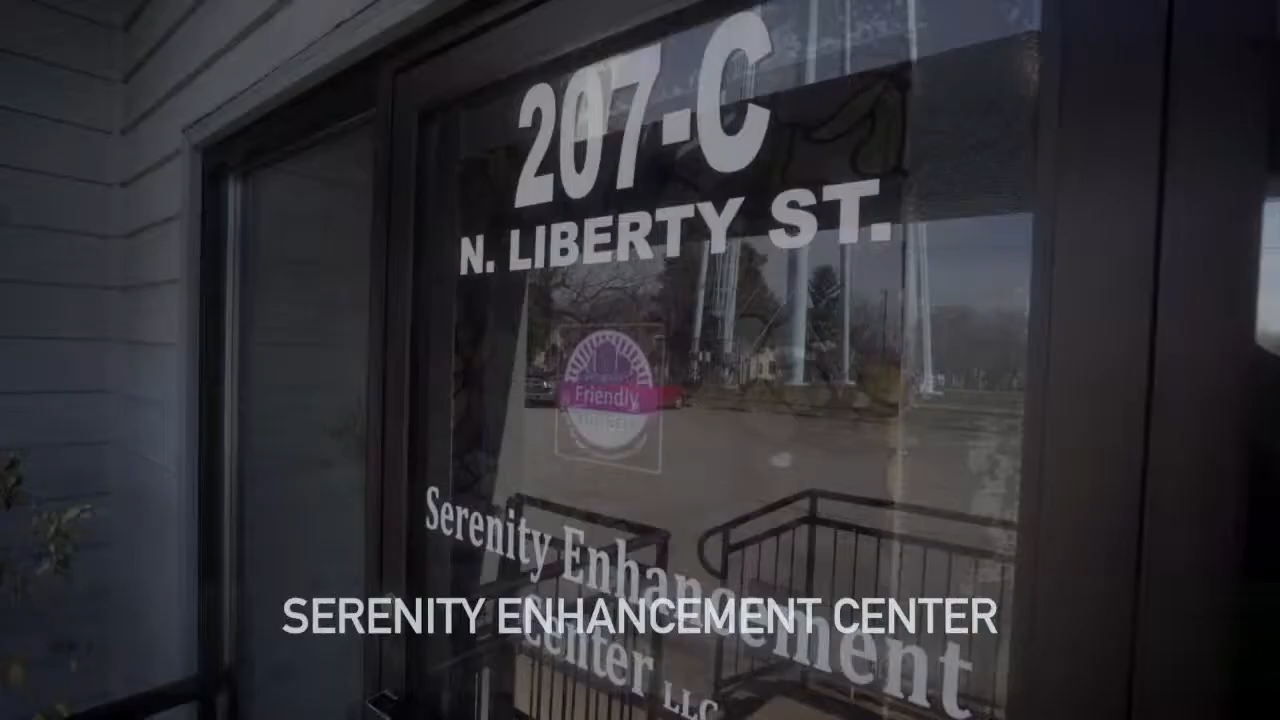 207-C
N. LIBERTY ST.
Friendly
Serenity Enhancement
Center LLC
SERENITY ENHANCEMENT CENTER